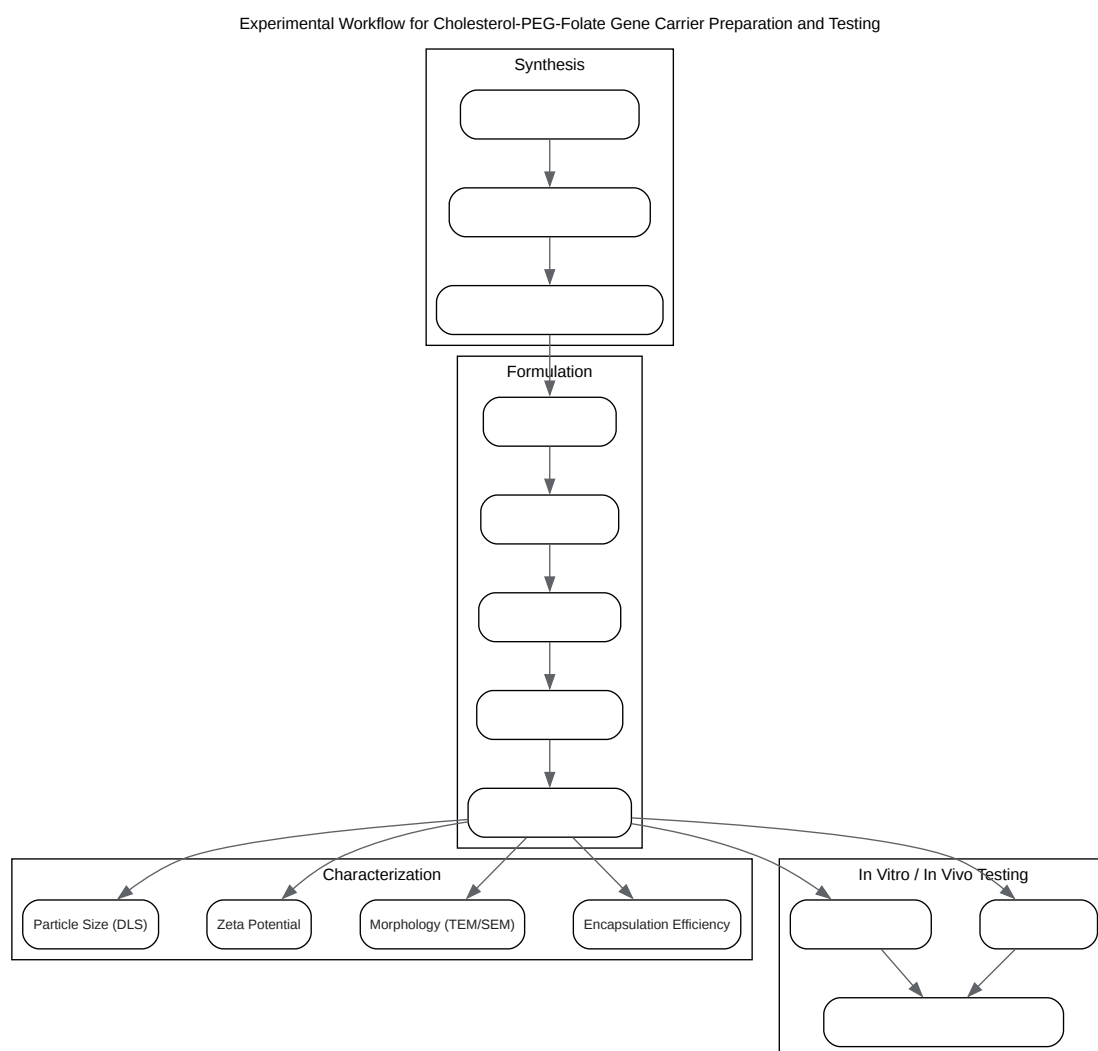 Experimental Workflow for Cholesterol-PEG-Folate Gene Carrier Preparation and Testing
Synthesis
Formulation
Characterization
In Vitro / In Vivo Testing
Particle Size (DLS)
Zeta Potential
Morphology (TEM/SEM)
Encapsulation Efficiency